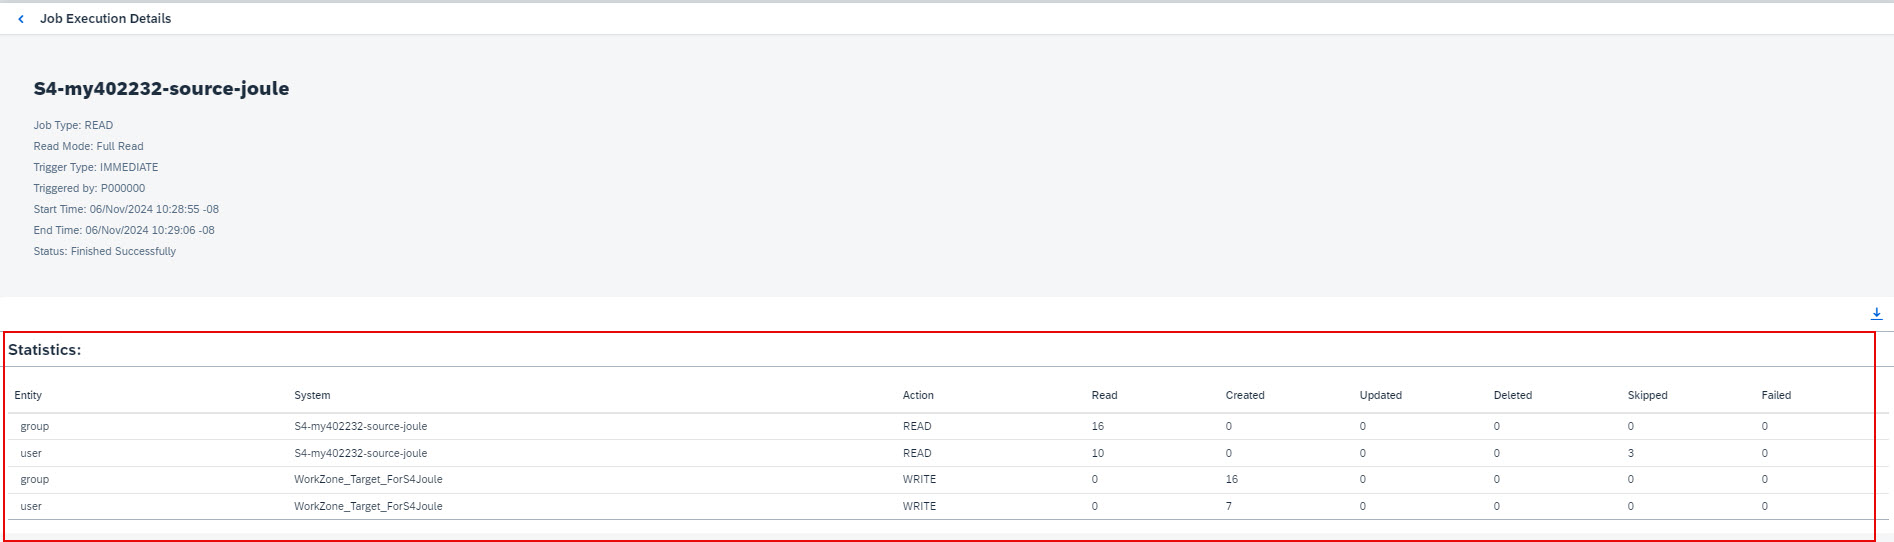 Job Execution Details
S4-my402232-source-joule
Job Type: READ
Read Mode: Full Read
Trigger Type: IMMEDIATE
Triggered by: P000000
Start Time: 06/Nov/2024 10:28:55 -08
End Time: 06/Nov/2024 10:29:06 -08
Status: Finished Successfully
Statistics:
Entity System Action Read Created Updated Deleted Skipped Failed
group S4-my402232-source-joule READ 16 0 0 0 0 0
user S4-my402232-source-joule READ 10 0 0 0 3 0
group WorkZone_Target_ForS4Joule WRITE 0 16 0 0 0 0
user WorkZone_Target_ForS4Joule WRITE 0 7 0 0 0 0